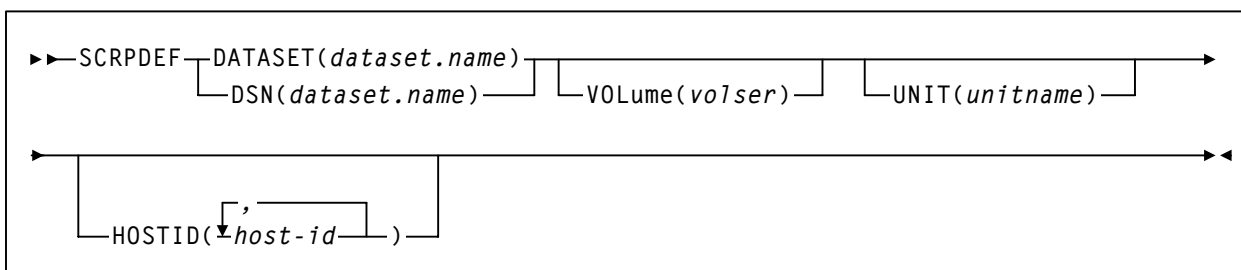 SCRPDEF DATASET(dataset.name)
DSN(dataset.name) VOLume(volser) UNIT(unitname)
,
HOSTID( host-id )